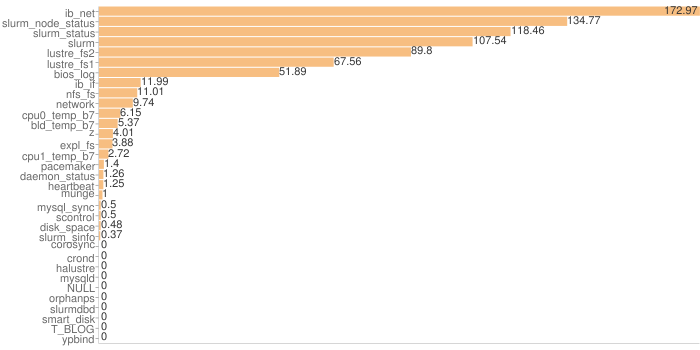 ib_net 172.97
slurm_node_status 134.77
slurm_status 118.46
slurm 107.54
lustre_fs2 89.8
lustre_fs1 67.56
bios_log 51.89
ib_if 11.99
nfs_fs 11.01
network 9.74
cpu0_temp_b7 6.15
bld_temp_b7 5.37
z 4.01
expl_fs 3.88
cpu1_temp_b7 2.72
pacemaker 1.4
daemon_status 1.26
heartbeat 1.25
munge 1
mysql_sync 0.5
scontrol 0.5
disk_space 0.48
slurm_sinfo 0.37
corosync 0
crond 0
halustre 0
mysqld 0
NULL 0
orphanps 0
slurmdbd 0
smart_disk 0
T_BLOG 0
ypbind 0